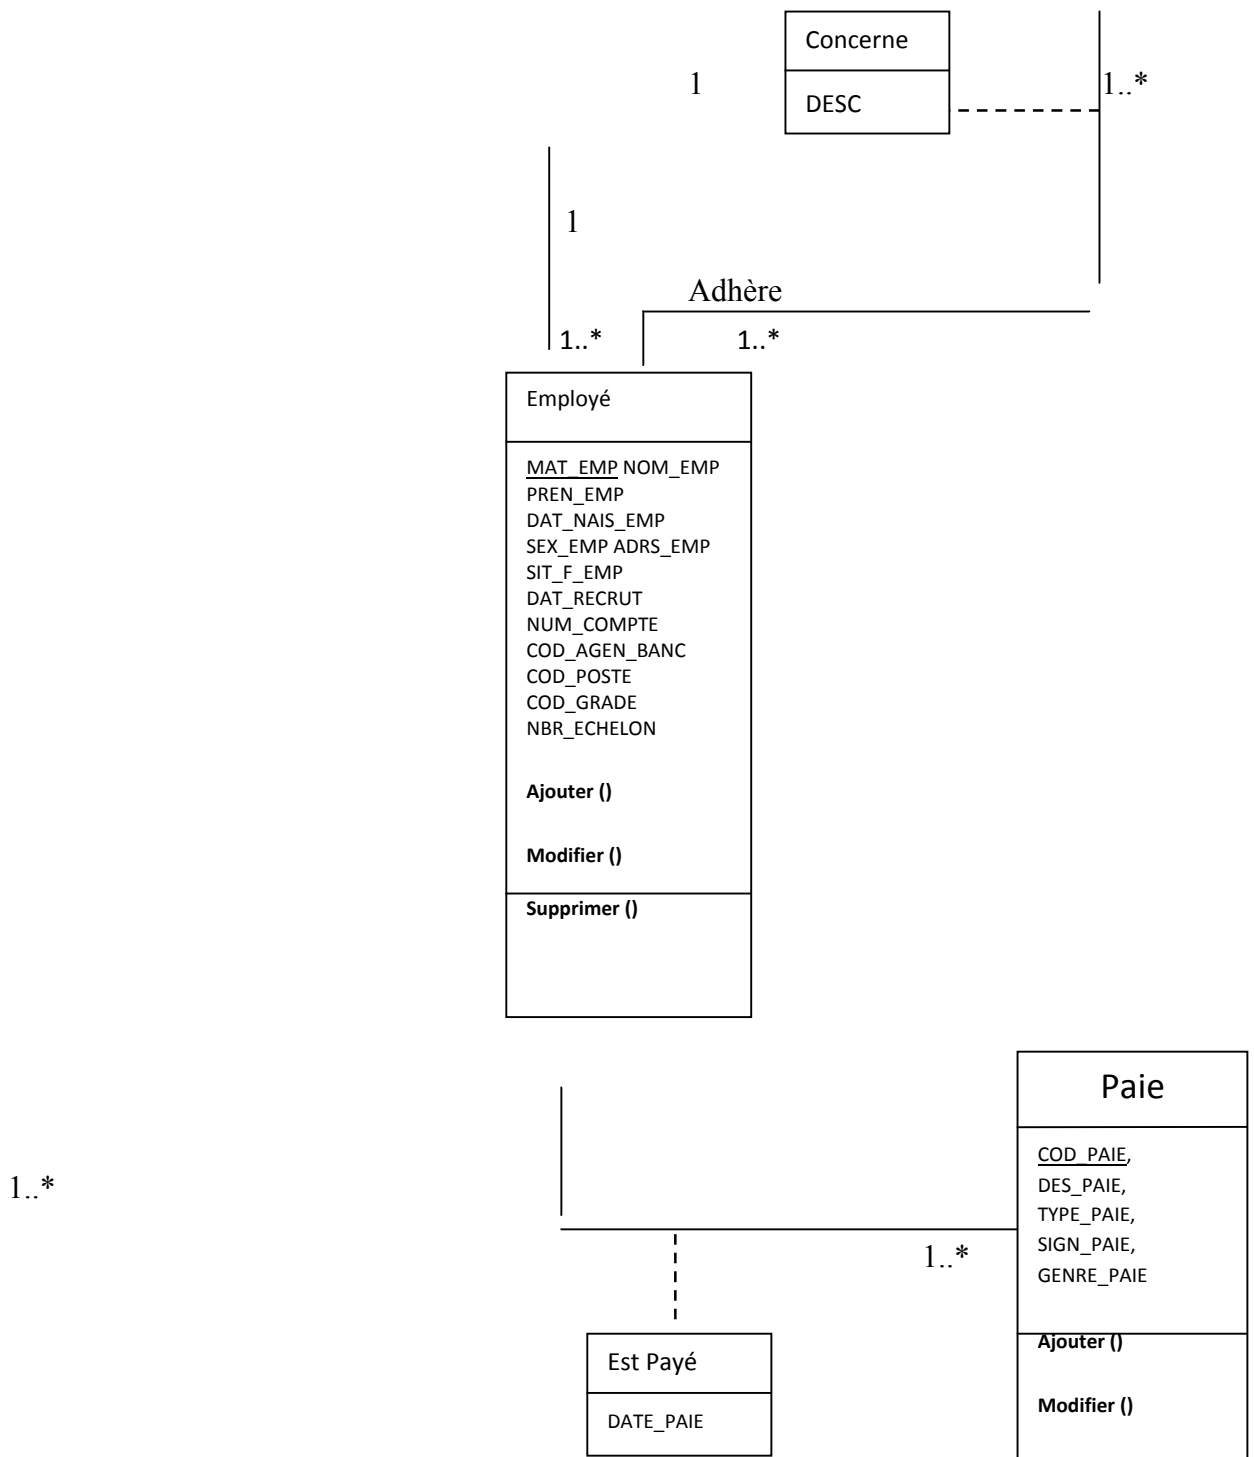 Concerne
1
1..*
DESC
1
Adhère
1..*
1..*
Employé
MAT_EMP NOM_EMP
PREN_EMP
DAT_NAIS_EMP
SEX_EMP ADRS_EMP
SIT_F_EMP
DAT_RECRUT
NUM_COMPTE
COD_AGEN_BANC
COD_POSTE
COD_GRADE
NBR_ECHELON
Ajouter ()
Modifier ()
Supprimer ()
Paie
COD_PAIE,
DES_PAIE,
TYPE_PAIE,
SIGN_PAIE,
GENRE_PAIE
1..*
1..*
Ajouter ()
Modifier ()
Est Payé
DATE_PAIE